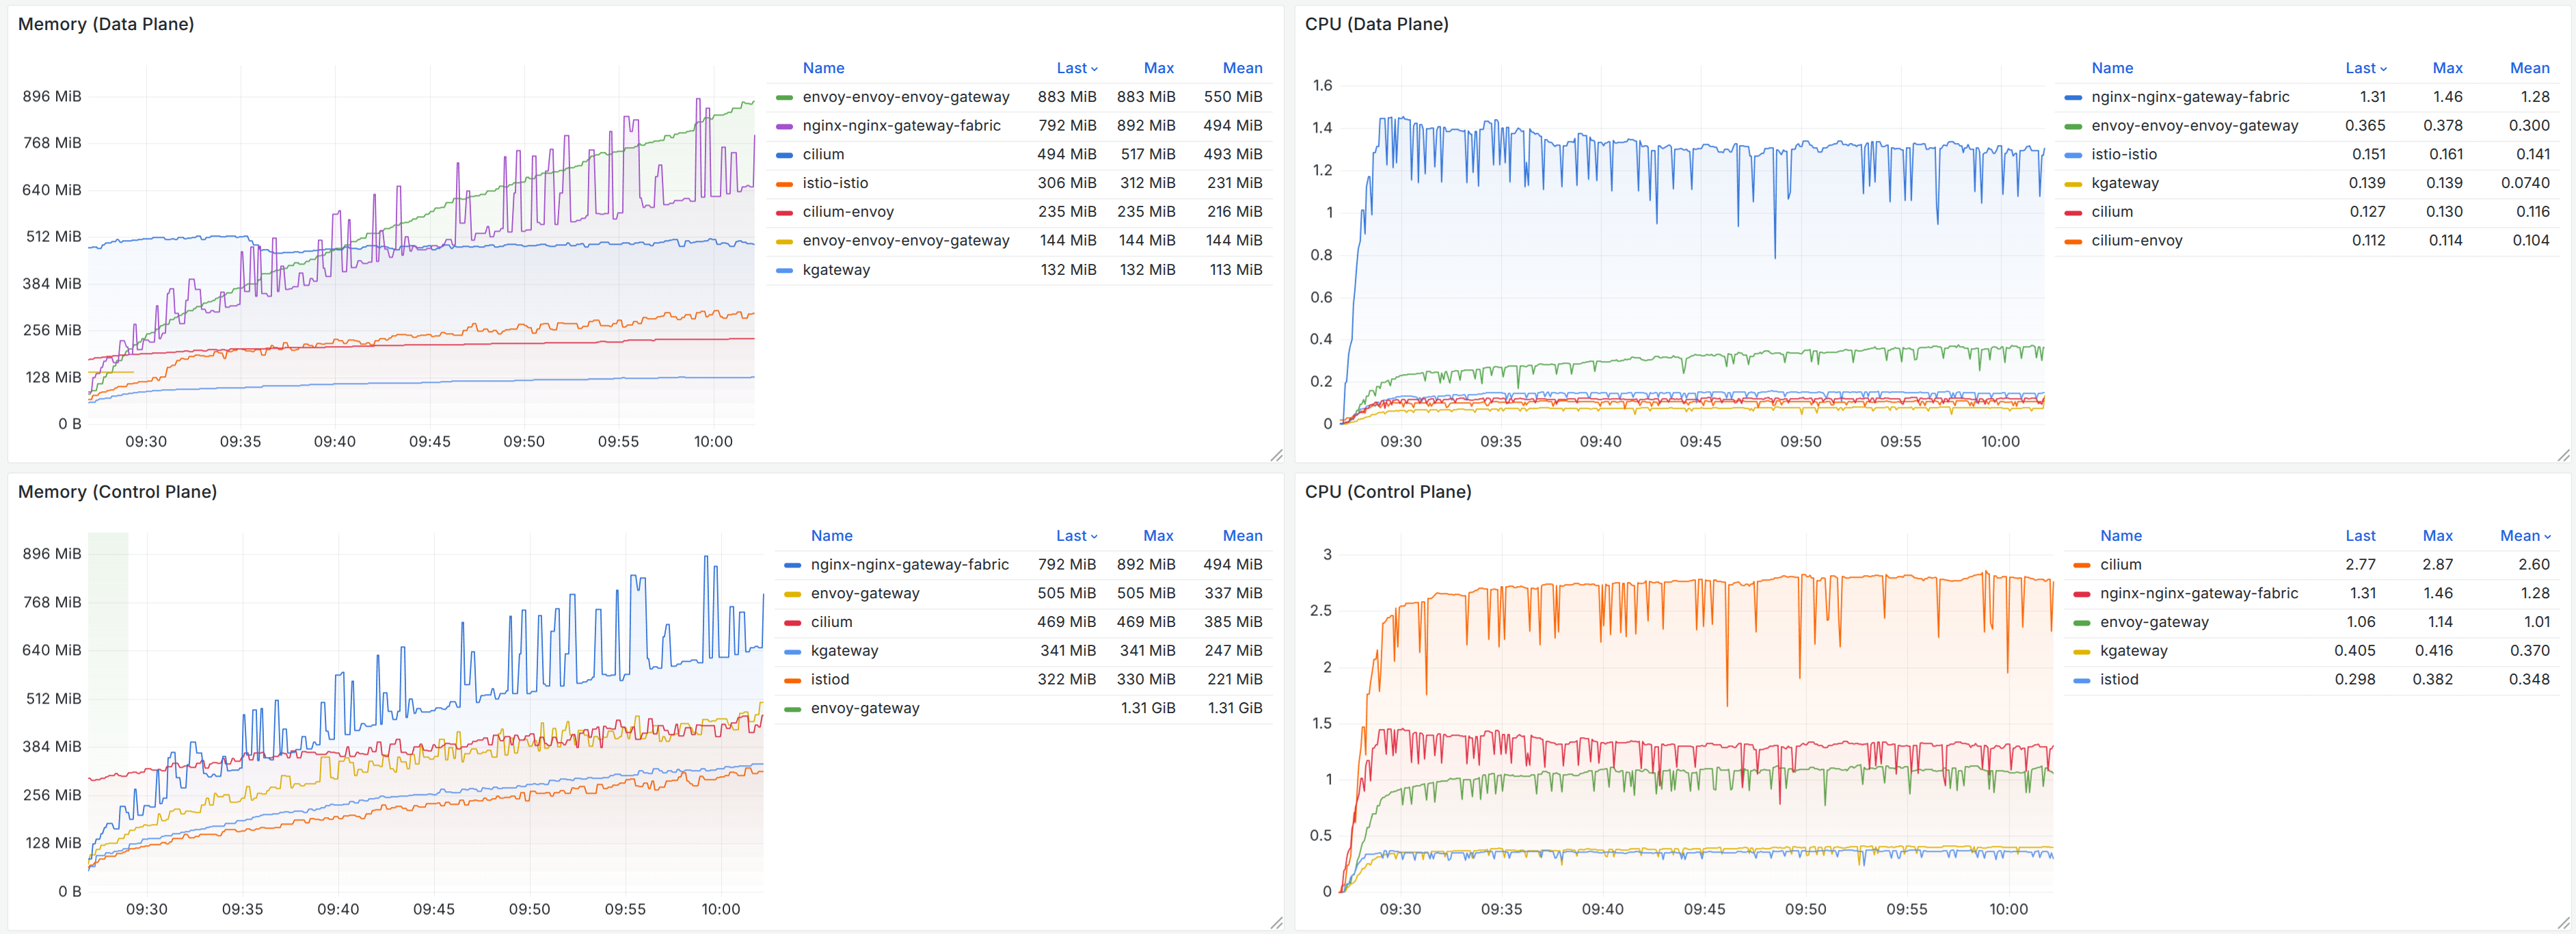 Memory (Data Plane)
896 MiB
768 MiB
640 MiB
512 MiB
384 MiB
256 MiB
128 MiB
0 B
09:30 09:35 09:40 09:45 09:50 09:55 10:00
Name Last Max Mean
envoy-envoy-envoy-gateway 883 MiB 883 MiB 550 MiB
nginx-nginx-gateway-fabric 792 MiB 892 MiB 494 MiB
cilium 494 MiB 517 MiB 493 MiB
istio-istio 306 MiB 312 MiB 231 MiB
cilium-envoy 235 MiB 235 MiB 216 MiB
envoy-envoy-envoy-gateway 144 MiB 144 MiB 144 MiB
kgateway 132 MiB 132 MiB 113 MiB
CPU (Data Plane)
1.6
1.4
1.2
1
0.8
0.6
0.4
0.2
0
09:30 09:35 09:40 09:45 09:50 09:55 10:00
Name Last Max Mean
nginx-nginx-gateway-fabric 1.31 1.46 1.28
envoy-envoy-envoy-gateway 0.365 0.378 0.300
istio-istio 0.151 0.161 0.141
kgateway 0.139 0.139 0.0740
cilium 0.127 0.130 0.116
cilium-envoy 0.112 0.114 0.104
Memory (Control Plane)
896 MiB
768 MiB
640 MiB
512 MiB
384 MiB
256 MiB
128 MiB
0 B
09:30 09:35 09:40 09:45 09:50 09:55 10:00
Name Last Max Mean
nginx-nginx-gateway-fabric 792 MiB 892 MiB 494 MiB
envoy-gateway 505 MiB 505 MiB 337 MiB
cilium 469 MiB 469 MiB 385 MiB
kgateway 341 MiB 341 MiB 247 MiB
istiod 322 MiB 330 MiB 221 MiB
envoy-gateway 1.31 GiB 1.31 GiB
CPU (Control Plane)
3
2.5
2
1.5
1
0.5
0
09:30 09:35 09:40 09:45 09:50 09:55 10:00
Name Last Max Mean
cilium 2.77 2.87 2.60
nginx-nginx-gateway-fabric 1.31 1.46 1.28
envoy-gateway 1.06 1.14 1.01
kgateway 0.405 0.416 0.370
istiod 0.298 0.382 0.348